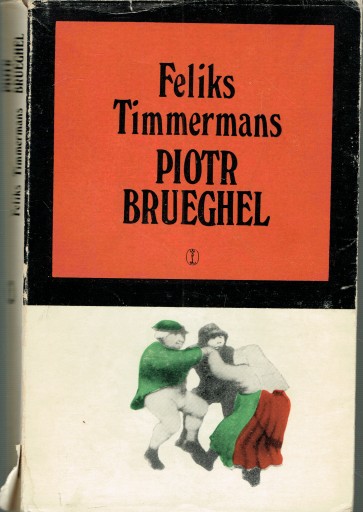 Feliks
Timmermans
PIOTR
BRUEGHEL
Feliks Timmermans
PIOTR
BRUEGHEL